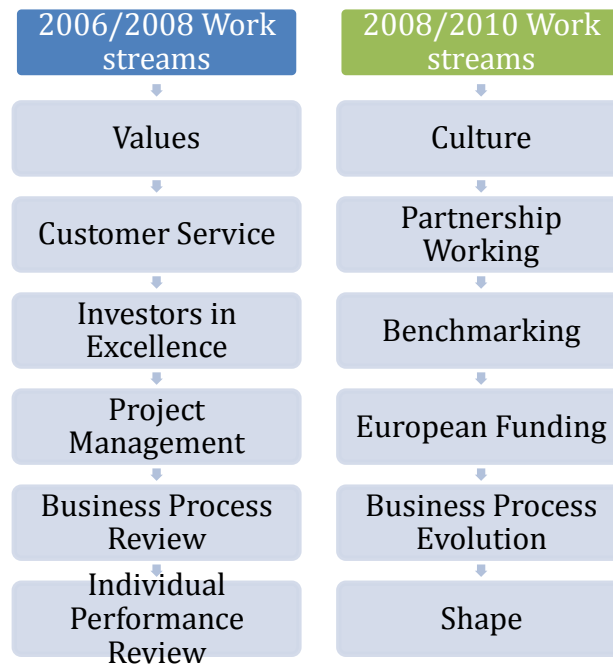 2006/2008 Work
streams
Values
Customer Service
Investors in
Excellence
Project
Management
Business Process
Review
Individual
Performance
Review
2008/2010 Work
streams
Culture
Partnership
Working
Benchmarking
European Funding
Business Process
Evolution
Shape